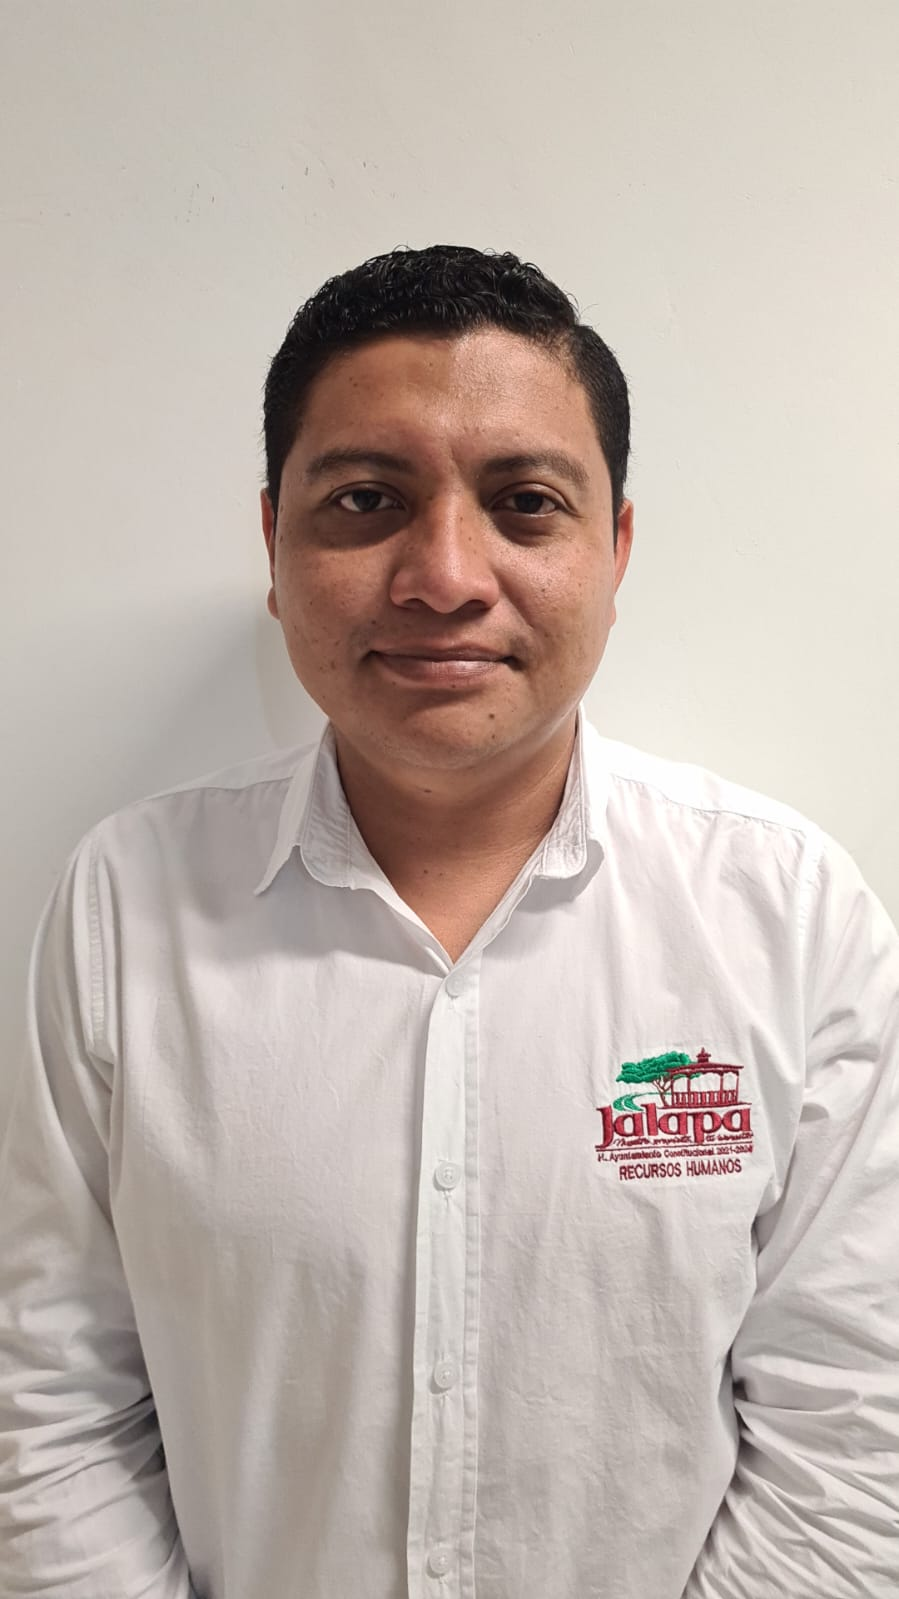 Jalapa
H. Ayuntamiento Constitucional 2021-2024
RECURSOS HUMANOS